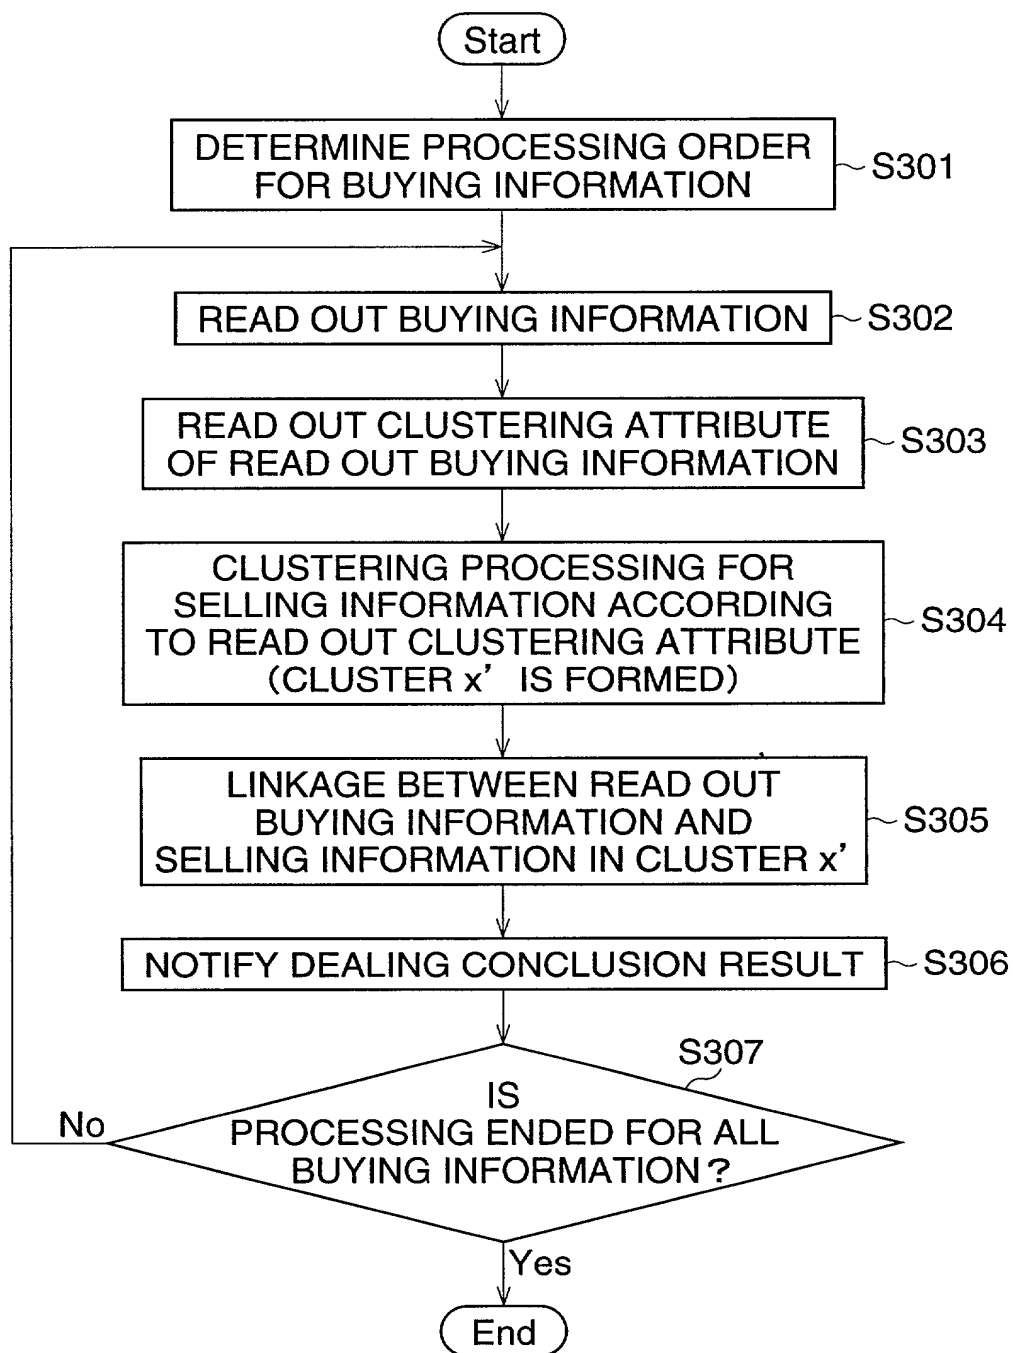 Start
DETERMINE PROCESSING ORDER
FOR BUYING INFORMATION
S301
READ OUT BUYING INFORMATION
S302
READ OUT CLUSTERING ATTRIBUTE
OF READ OUT BUYING INFORMATION
S303
CLUSTERING PROCESSING FOR
SELLING INFORMATION ACCORDING
TO READ OUT CLUSTERING ATTRIBUTE
(CLUSTER x' IS FORMED)
S304
LINKAGE BETWEEN READ OUT
BUYING INFORMATION AND
SELLING INFORMATION IN CLUSTER x'
S305
NOTIFY DEALING CONCLUSION RESULT
S306
S307
IS
PROCESSING ENDED FOR ALL
BUYING INFORMATION?
No
Yes
End